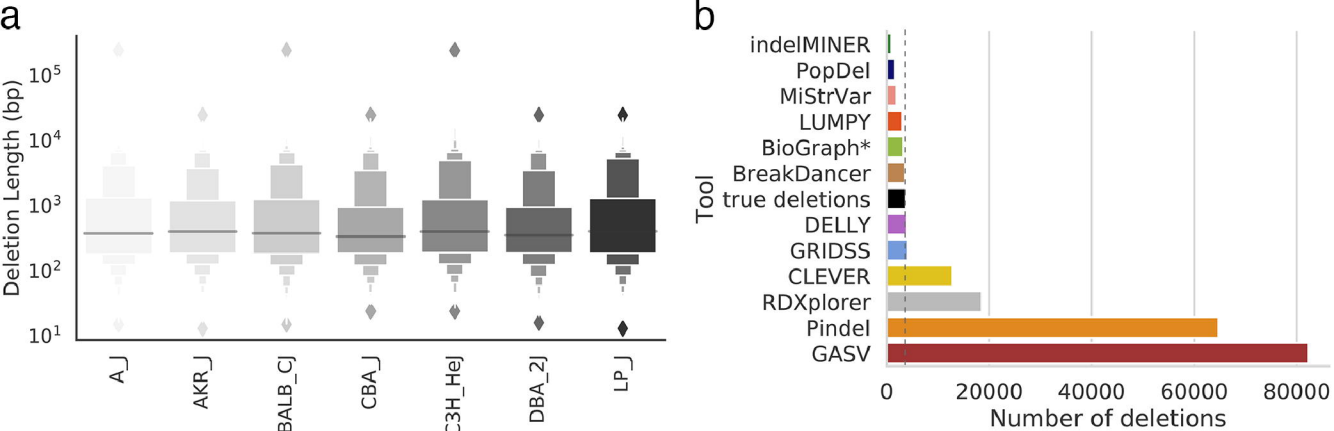 a
Deletion Length (bp)
10^5
10^4
10^3
10^2
10^1
A_J
AKR_J
BALB_CJ
CBA_J
C3H_HeJ
DBA_2J
LP_J
b
Tool
indelMINER
PopDel
MiStrVar
LUMPY
BioGraph*
BreakDancer
true deletions
DELLY
GRIDSS
CLEVER
RDXplorer
Pindel
GASV
0 20000 40000 60000 80000
Number of deletions